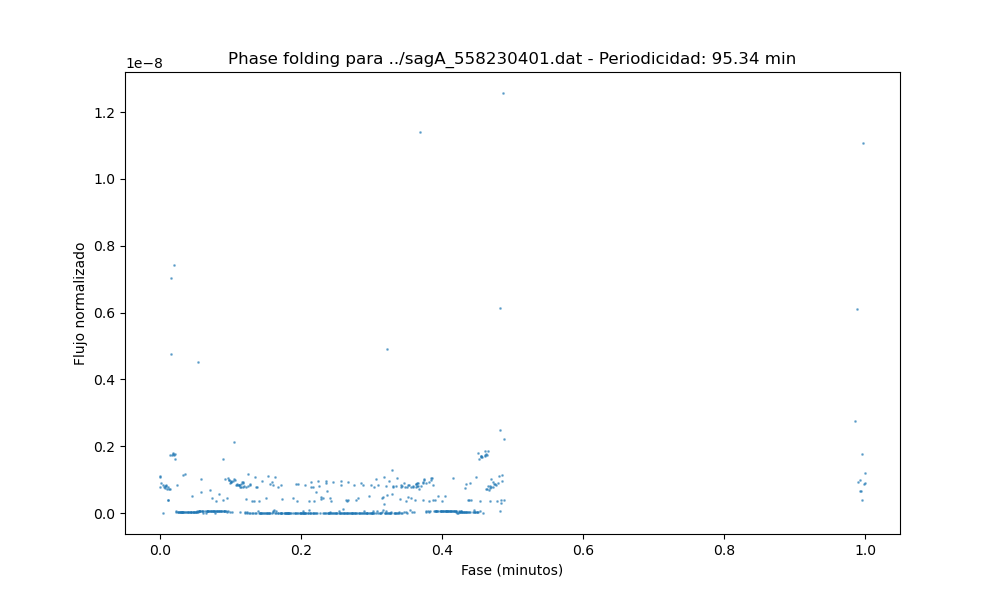 Phase folding para ../sagA_558230401.dat - Periodicidad: 95.34 min
1e−8
1.2
1.0
0.8
0.6
0.4
0.2
0.0
Flujo normalizado
0.0 0.2 0.4 0.6 0.8 1.0
Fase (minutos)